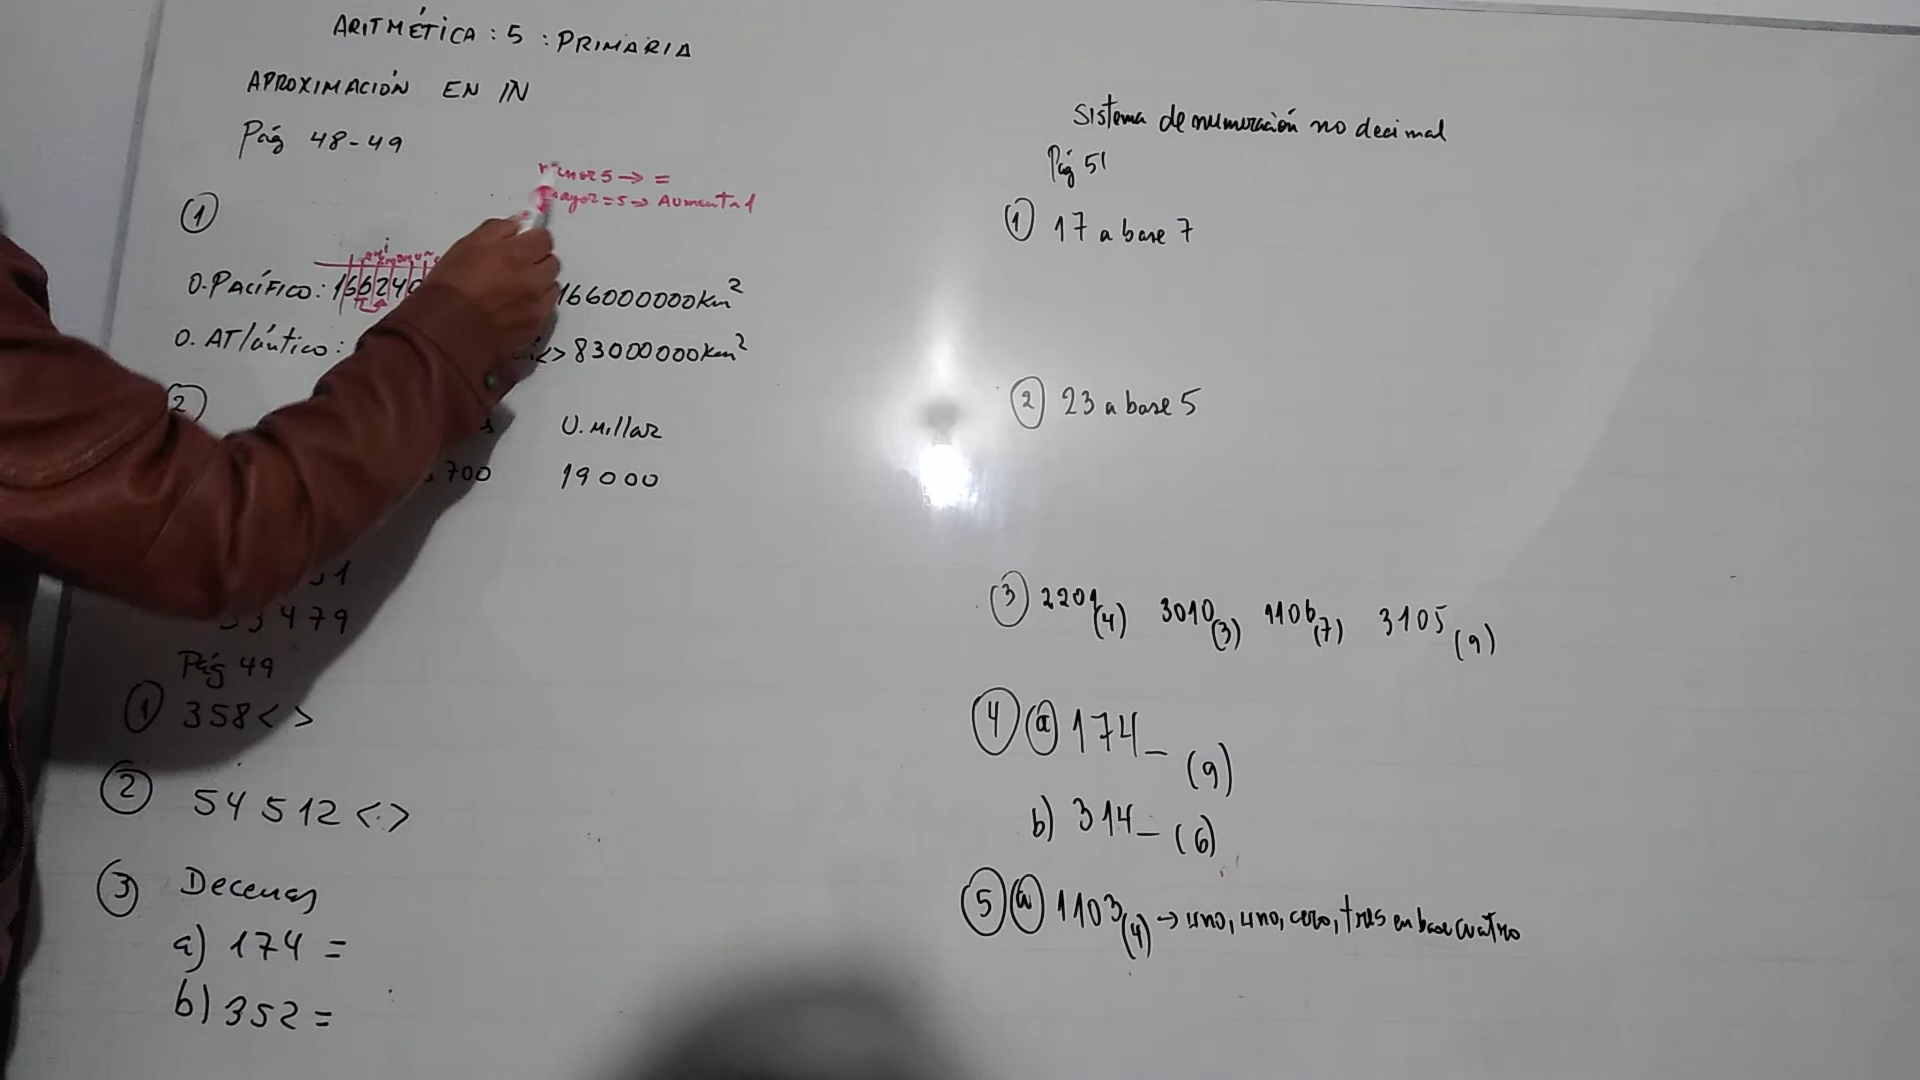 ARITMÉTICA : 5 : PRIMARIA
APROXIMACIÓN EN IN
Pág 48-49
menor 5 → =
mayor = 5 → Aumenta 1
①
O. PACÍFICO: 166240 166000000 km²
O. ATlántico: <> 83000000 km²
②
U. Millar
700 19000
479
Pág 49
① 358 < >
② 54 512 < >
③ Decenas
a) 174 =
b) 352 =
Sistema de numeración no decimal
Pág 51
① 17 a base 7
② 23 a base 5
③ 2201(4) 3010(3) 1106(7) 3105(9)
④ ⓐ 174_(9)
b) 314_(6)
⑤ ⓐ 1103(4) → uno, uno, cero, tres en base cuatro